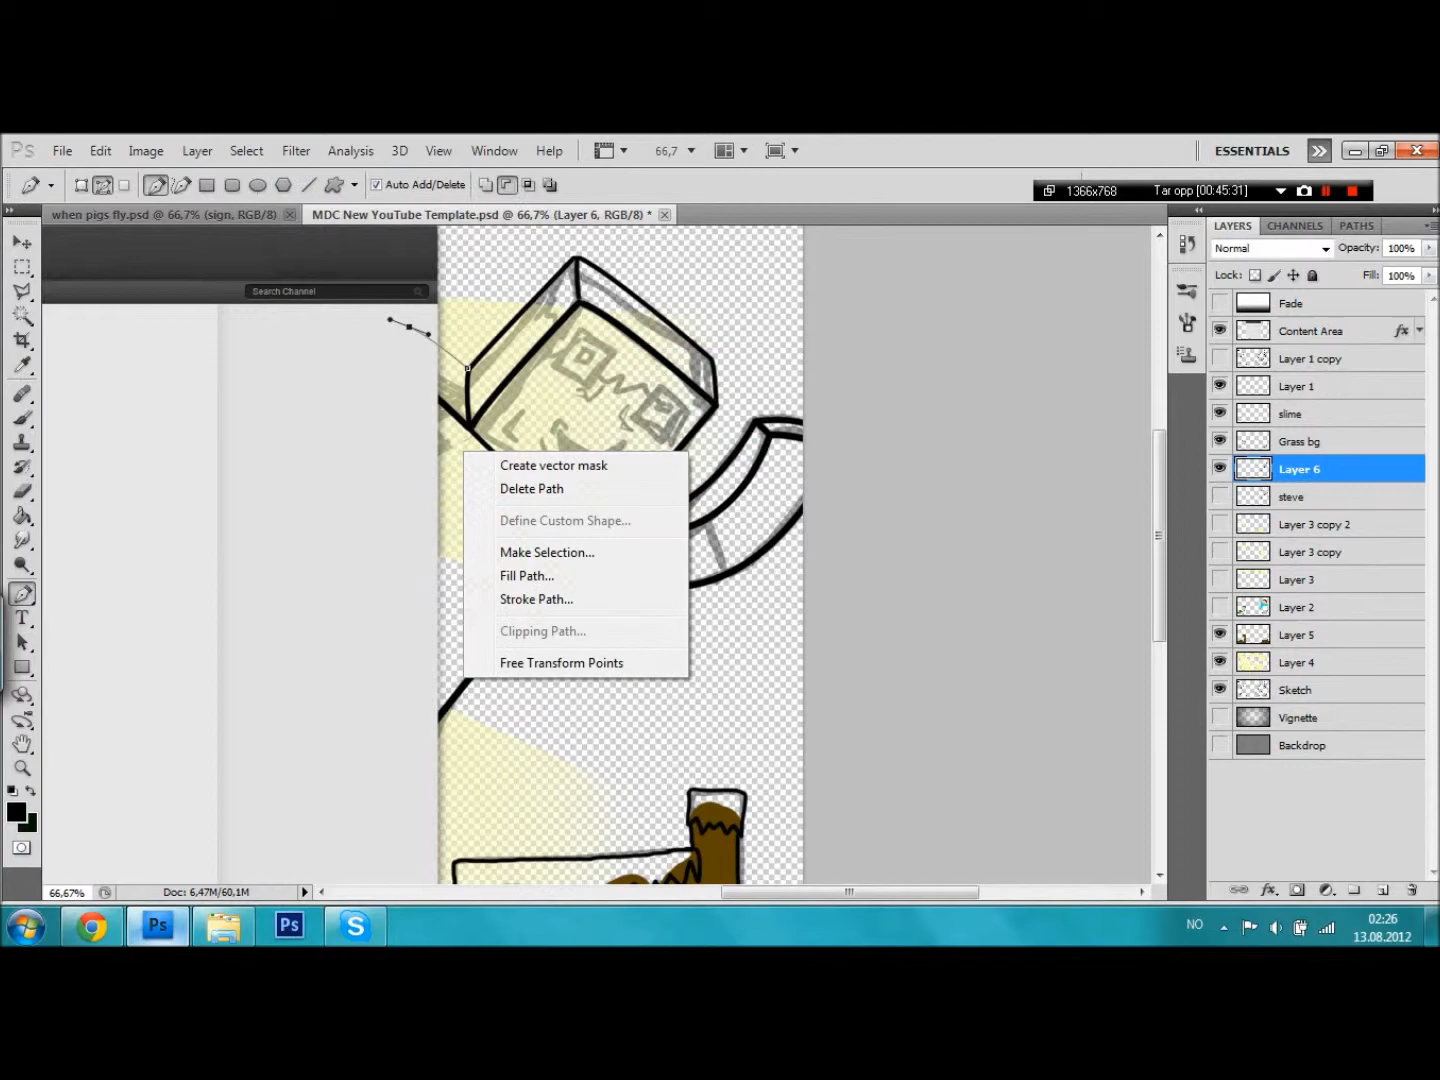 Ps File Edit Image Layer Select Filter Analysis 3D View Window Help 66,7 ESSENTIALS
Auto Add/Delete
1366x768 Tar opp [00:45:31]
when pigs fly.psd @ 66,7% (sign, RGB/8) MDC New YouTube Template.psd @ 66,7% (Layer 6, RGB/8) *
LAYERS CHANNELS PATHS
Normal Opacity: 100%
Lock: Fill: 100%
Search Channel
Fade
Content Area fx
Layer 1 copy
Layer 1
slime
Grass bg
Layer 6
steve
Layer 3 copy 2
Layer 3 copy
Layer 3
Layer 2
Layer 5
Layer 4
Sketch
Vignette
Backdrop
Create vector mask
Delete Path
Define Custom Shape...
Make Selection...
Fill Path...
Stroke Path...
Clipping Path...
Free Transform Points
66,67% Doc: 6,47M/60,1M
fx
Ps Ps S
NO
02:26
13.08.2012